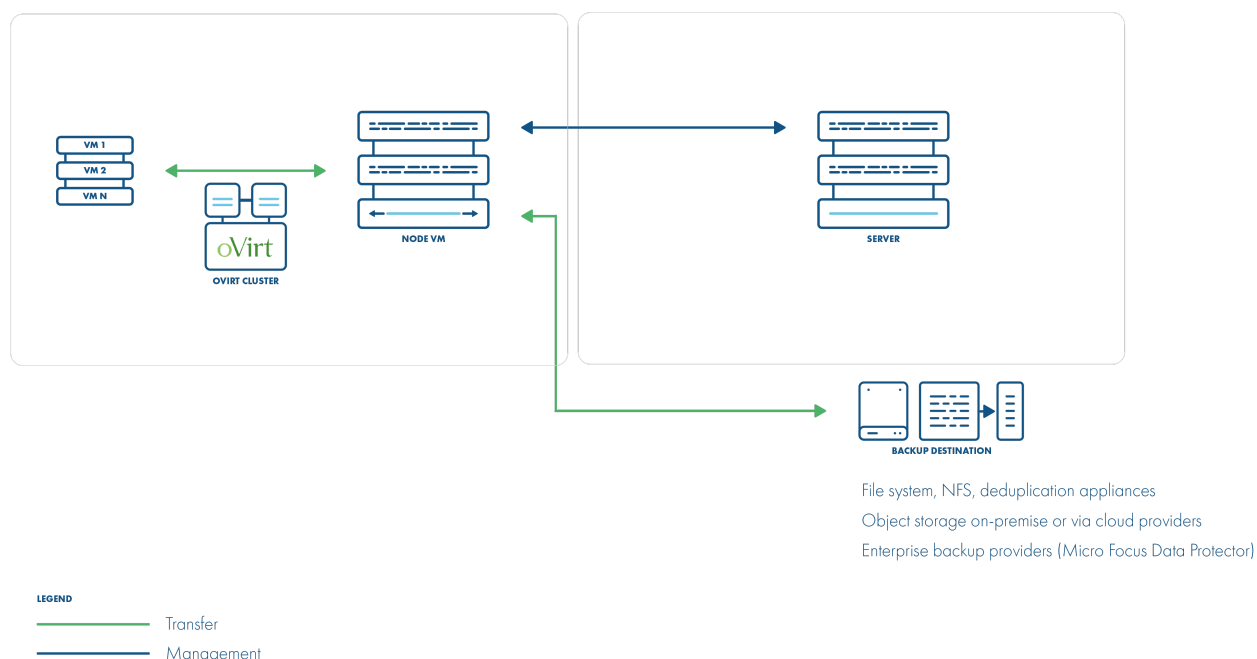 VM 1
VM 2
VM N
oVirt
OVIRT CLUSTER
NODE VM
SERVER
BACKUP DESTINATION
File system, NFS, deduplication appliances
Object storage on-premise or via cloud providers
Enterprise backup providers (Micro Focus Data Protector)
LEGEND
Transfer
Management